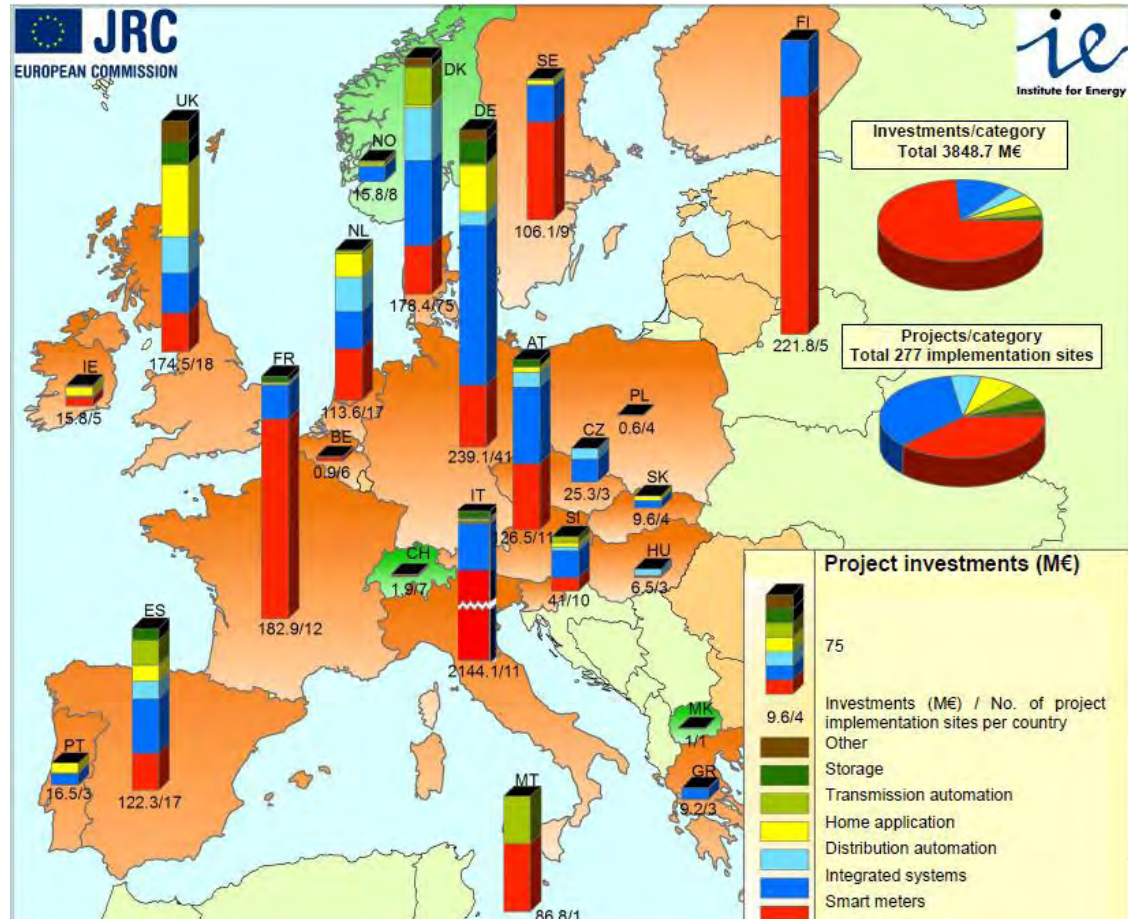 JRC
EUROPEAN COMMISSION
ie
Institute for Energy
FI
221.8/5
SE
106.1/9
DK
178.4/75
NO
15.8/8
DE
239.1/41
UK
174.5/18
IE
15.8/5
NL
113.6/17
BE
0.9/6
FR
182.9/12
AT
126.5/11
PL
0.6/4
CZ
25.3/3
SK
9.6/4
SI
41/10
HU
6.5/3
CH
1.9/7
IT
2144.1/11
ES
122.3/17
PT
16.5/3
MT
86.8/1
MK
1/1
GR
9.2/3
Investments/category
Total 3848.7 M€
Projects/category
Total 277 implementation sites
Project investments (M€)
75
9.6/4
Investments (M€) / No. of project
implementation sites per country
Other
Storage
Transmission automation
Home application
Distribution automation
Integrated systems
Smart meters